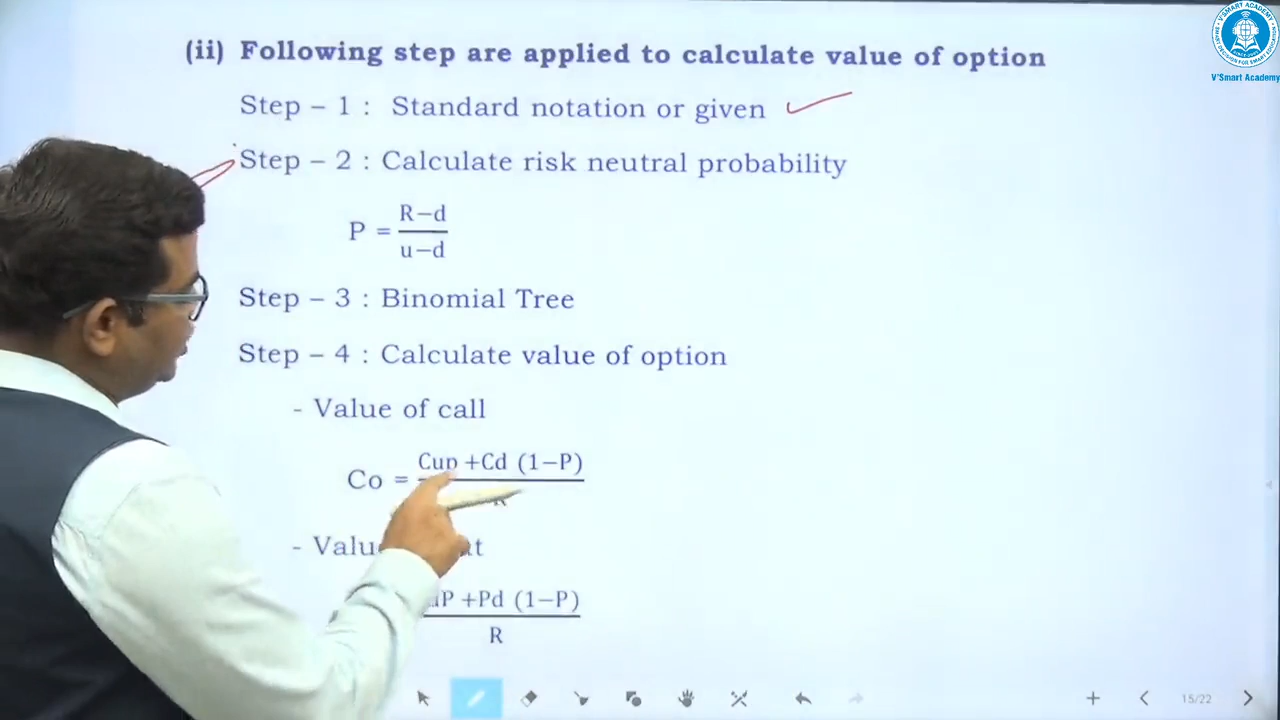 (ii) Following step are applied to calculate value of option
V'Smart Academy
Step – 1 : Standard notation or given
Step – 2 : Calculate risk neutral probability
P = R–d
u–d
Step – 3 : Binomial Tree
Step – 4 : Calculate value of option
- Value of call
Co = Cup +Cd (1–P)
- Valu
P +Pd (1–P)
R
15/22